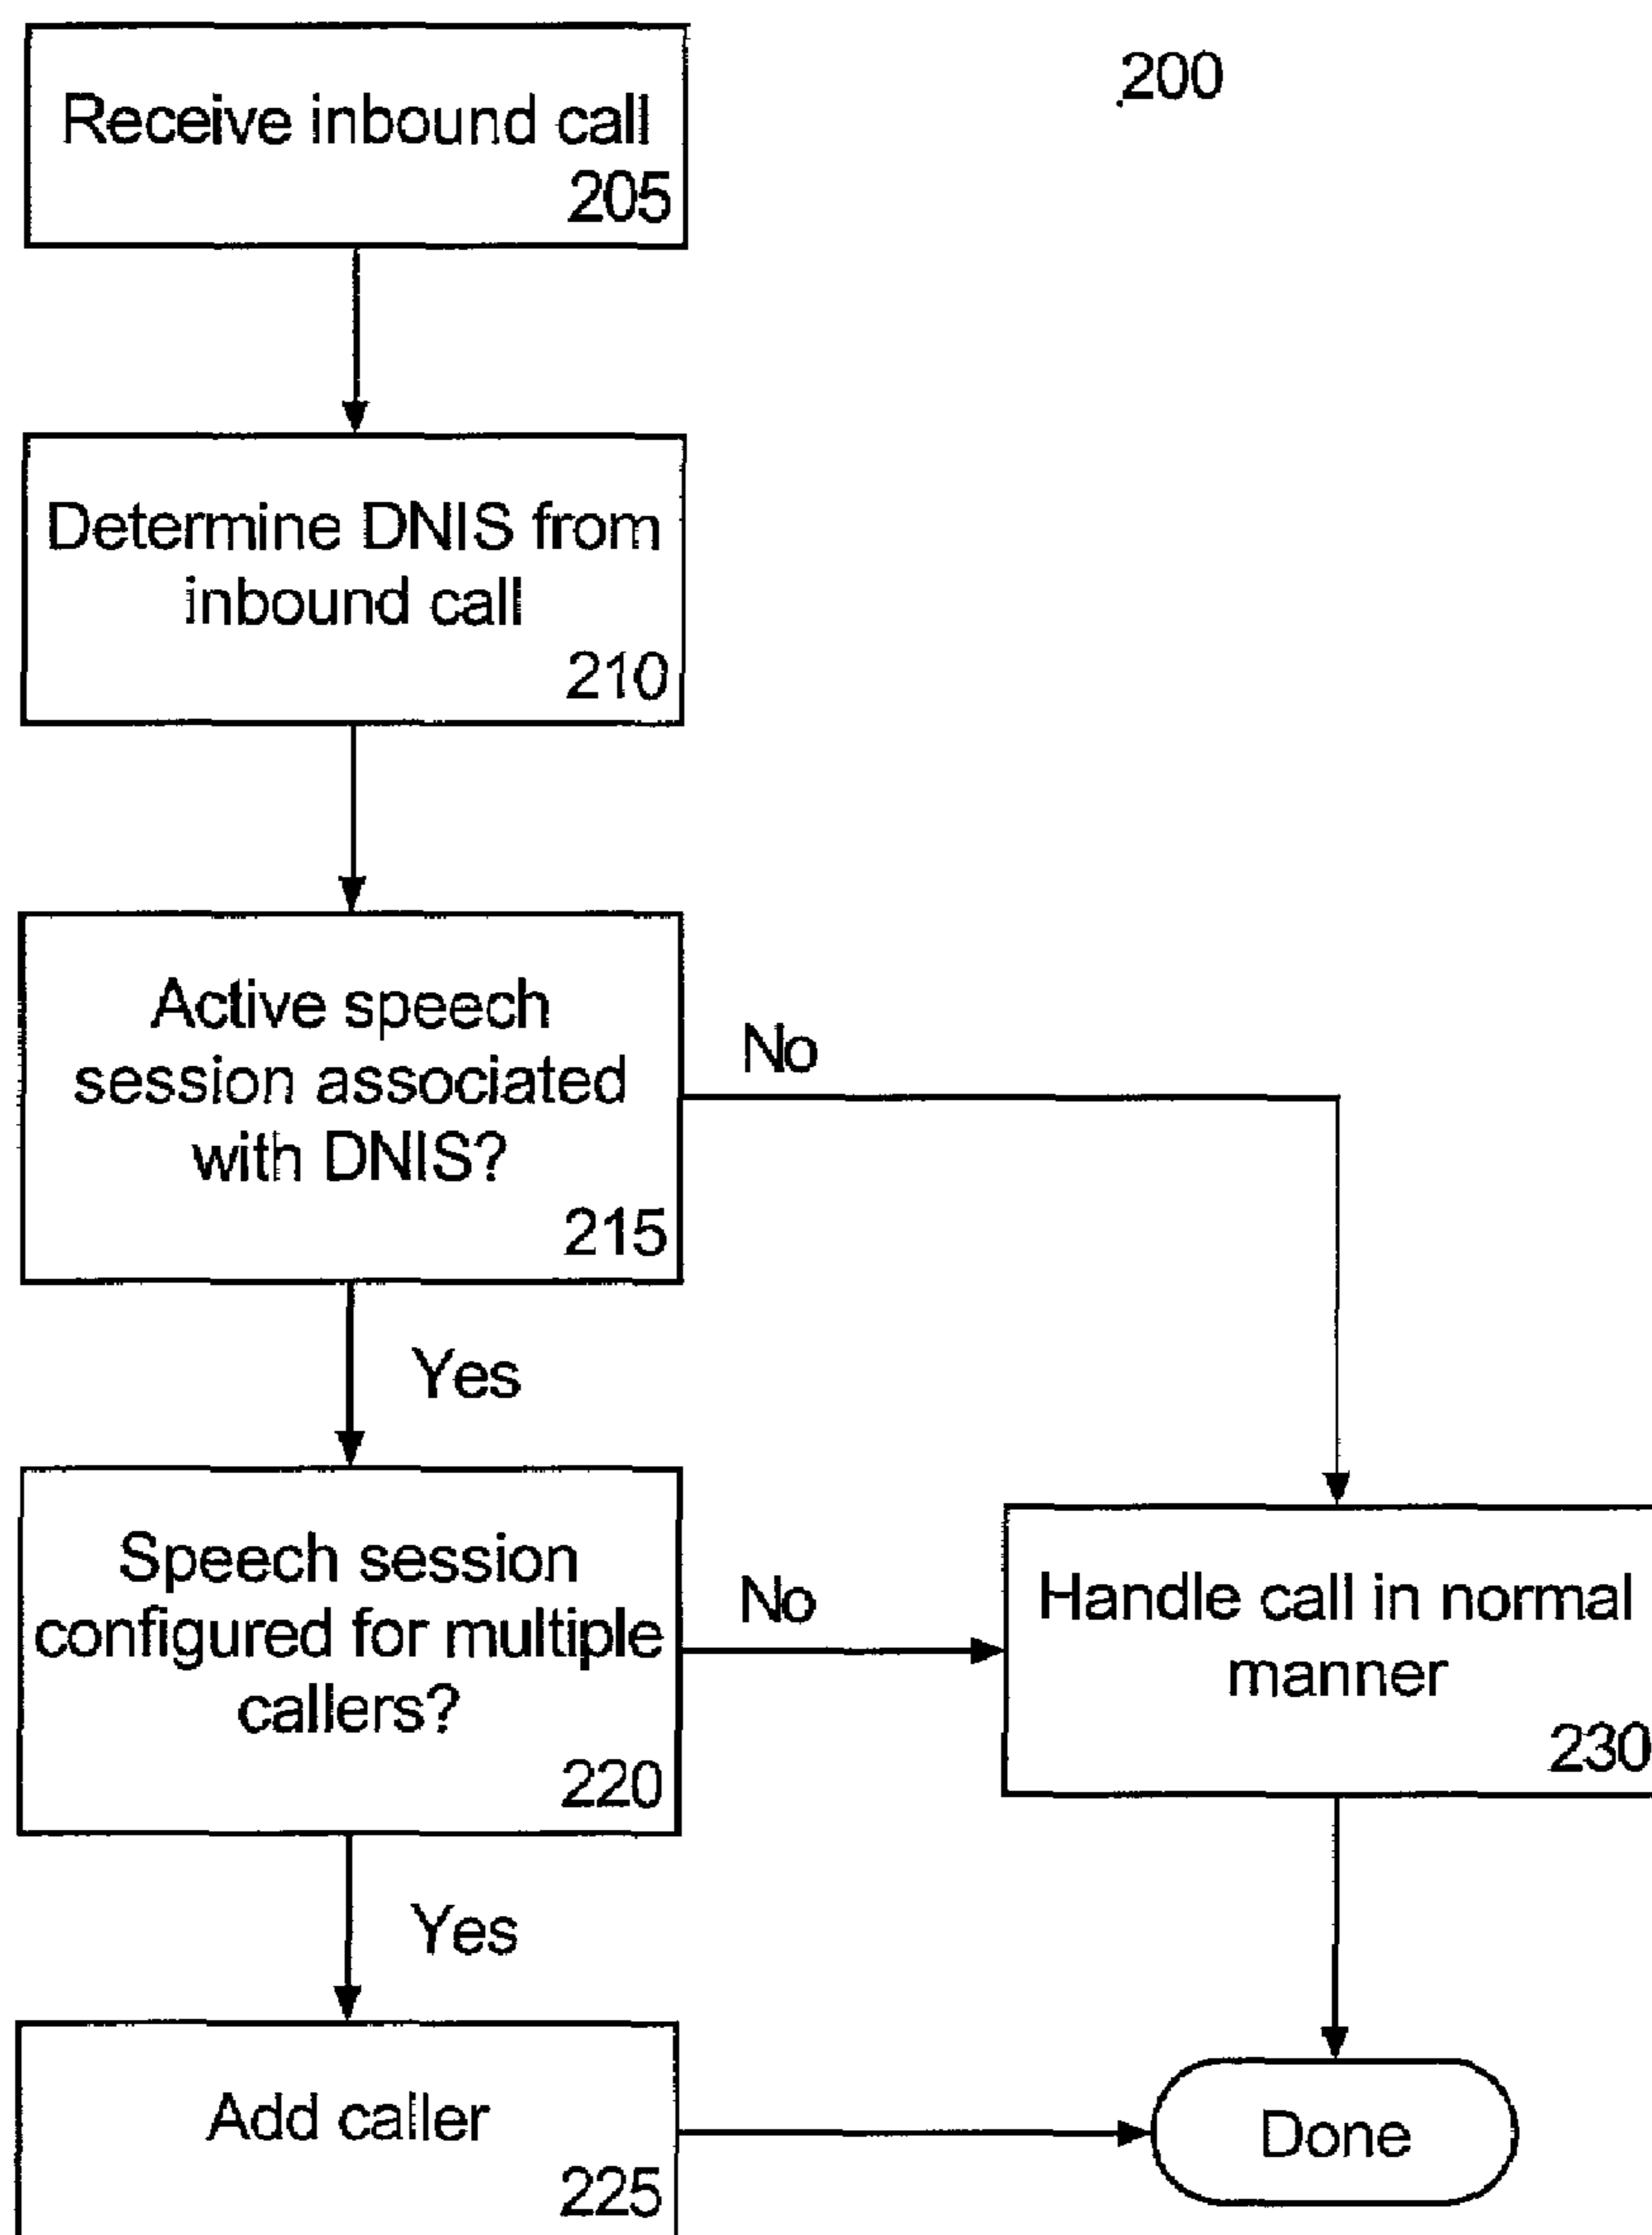 200
Receive inbound call
205
Determine DNIS from
inbound call
210
Active speech
session associated
with DNIS?
215
No
Yes
Speech session
configured for multiple
callers?
220
No
Handle call in normal
manner
230
Yes
Add caller
225
Done